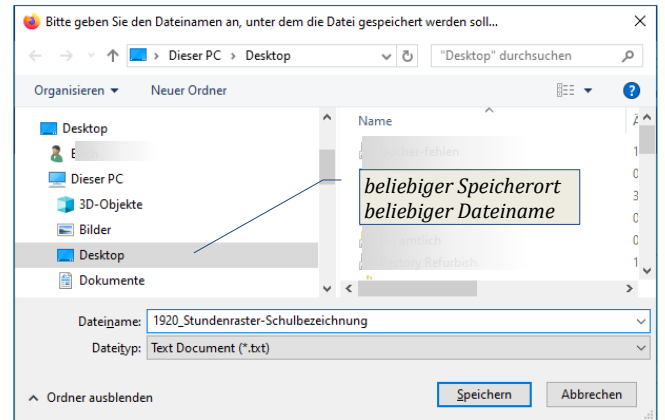 Bitte geben Sie den Dateinamen an, unter dem die Datei gespeichert werden soll...
Dieser PC > Desktop
"Desktop" durchsuchen
Organisieren
Neuer Ordner
Desktop
Dieser PC
3D-Objekte
Bilder
Desktop
Dokumente
Name
beliebiger Speicherort
beliebiger Dateiname
Dateiname: 1920_Stundenraster-Schulbezeichnung
Dateityp: Text Document (*.txt)
Ordner ausblenden
Speichern
Abbrechen